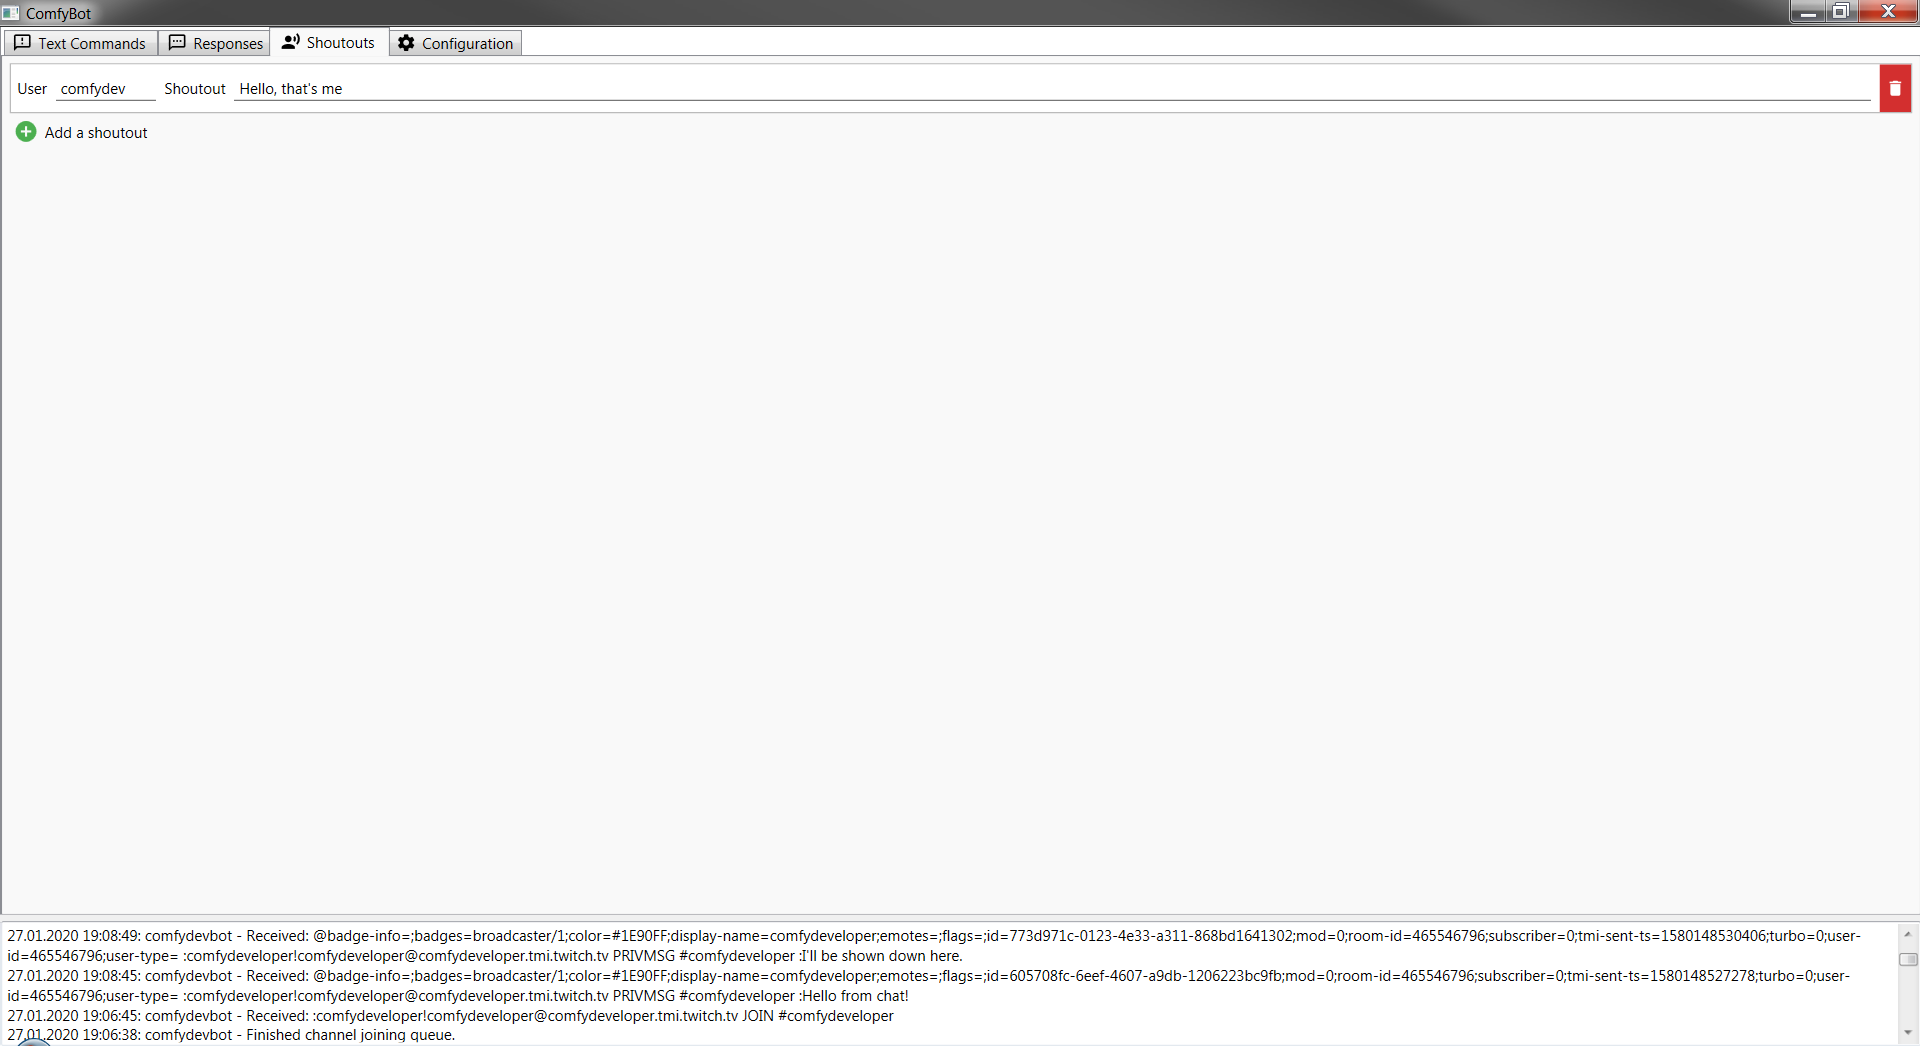 ComfyBot
Text Commands Responses Shoutouts Configuration
User comfydev Shoutout Hello, that's me
Add a shoutout
27.01.2020 19:08:49: comfydevbot - Received: @badge-info=;badges=broadcaster/1;color=#1E90FF;display-name=comfydeveloper;emotes=;flags=;id=773d971c-0123-4e33-a311-868bd1641302;mod=0;room-id=465546796;subscriber=0;tmi-sent-ts=1580148530406;turbo=0;user-
id=465546796;user-type= :comfydeveloper!comfydeveloper@comfydeveloper.tmi.twitch.tv PRIVMSG #comfydeveloper :I'll be shown down here.
27.01.2020 19:08:45: comfydevbot - Received: @badge-info=;badges=broadcaster/1;color=#1E90FF;display-name=comfydeveloper;emotes=;flags=;id=605708fc-6eef-4607-a9db-1206223bc9fb;mod=0;room-id=465546796;subscriber=0;tmi-sent-ts=1580148527278;turbo=0;user-
id=465546796;user-type= :comfydeveloper!comfydeveloper@comfydeveloper.tmi.twitch.tv PRIVMSG #comfydeveloper :Hello from chat!
27.01.2020 19:06:45: comfydevbot - Received: :comfydeveloper!comfydeveloper@comfydeveloper.tmi.twitch.tv JOIN #comfydeveloper
27.01.2020 19:06:38: comfydevbot - Finished channel joining queue.